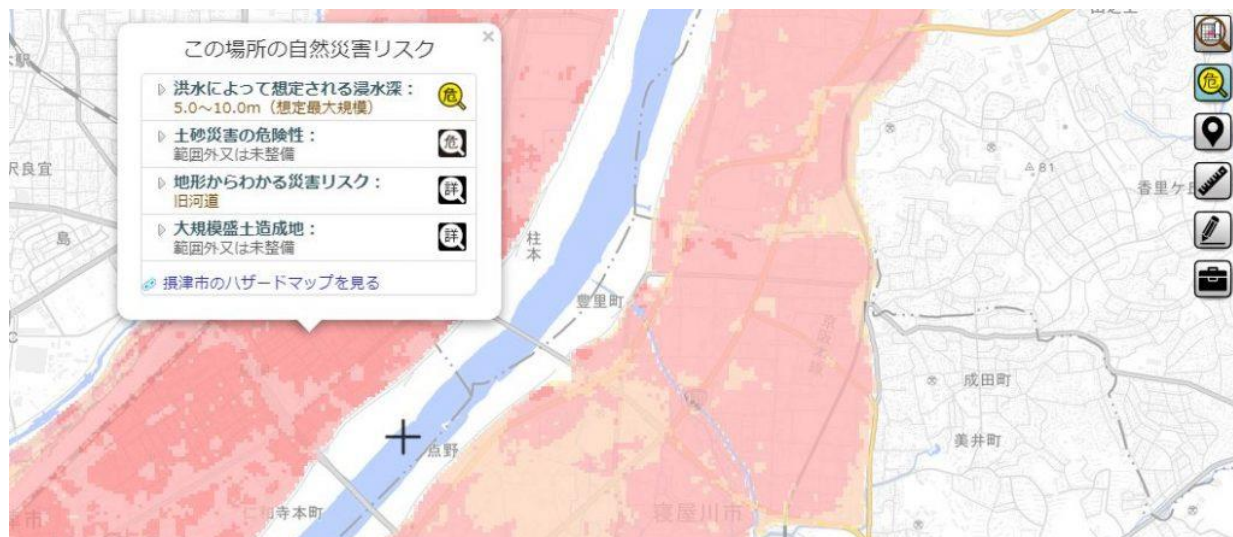 この場所の自然災害リスク
×
洪水によって想定される浸水深：
5.0～10.0m（想定最大規模）
危
土砂災害の危険性：
範囲外又は未整備
危
地形からわかる災害リスク：
旧河道
詳
大規模盛土造成地：
範囲外又は未整備
詳
摂津市のハザードマップを見る
危
駅
沢良宜
島
柱本
豊里町
81
香里ケ
京阪本線
成田町
美井町
点野
仁和寺本町
寝屋川市
市